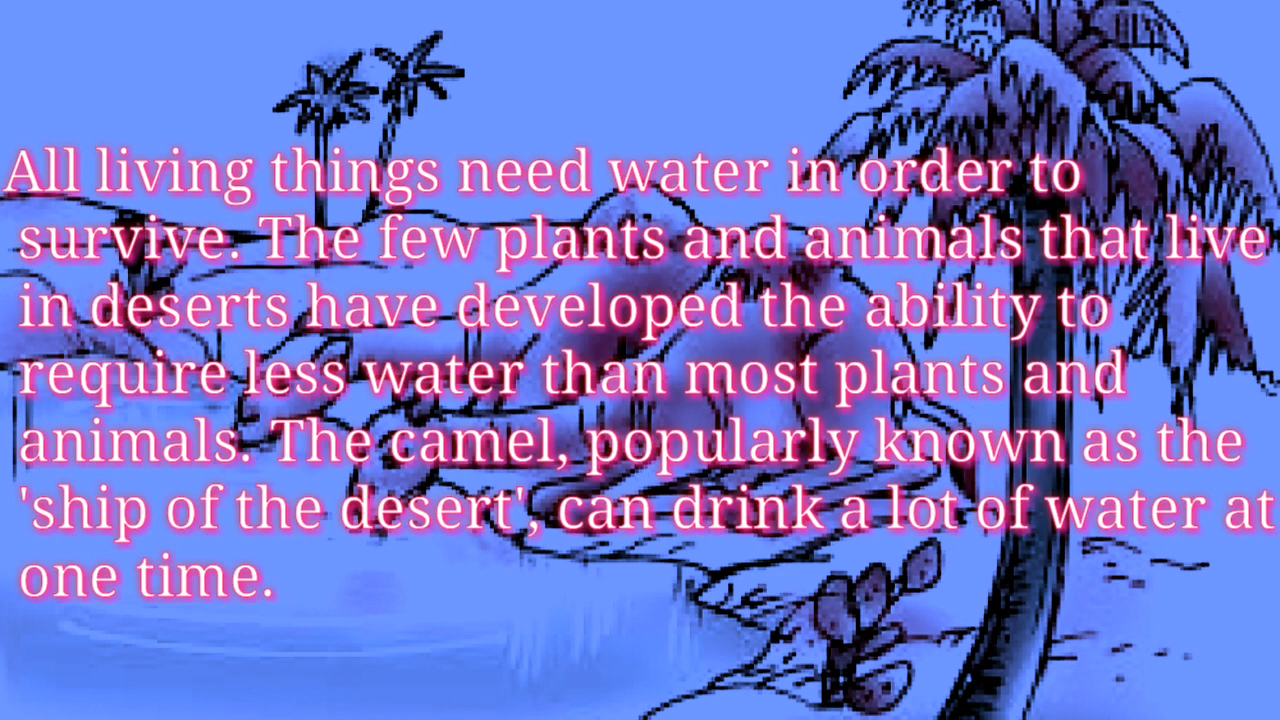 All living things need water in order to
survive. The few plants and animals that live
in deserts have developed the ability to
require less water than most plants and
animals. The camel, popularly known as the
'ship of the desert', can drink a lot of water at
one time.